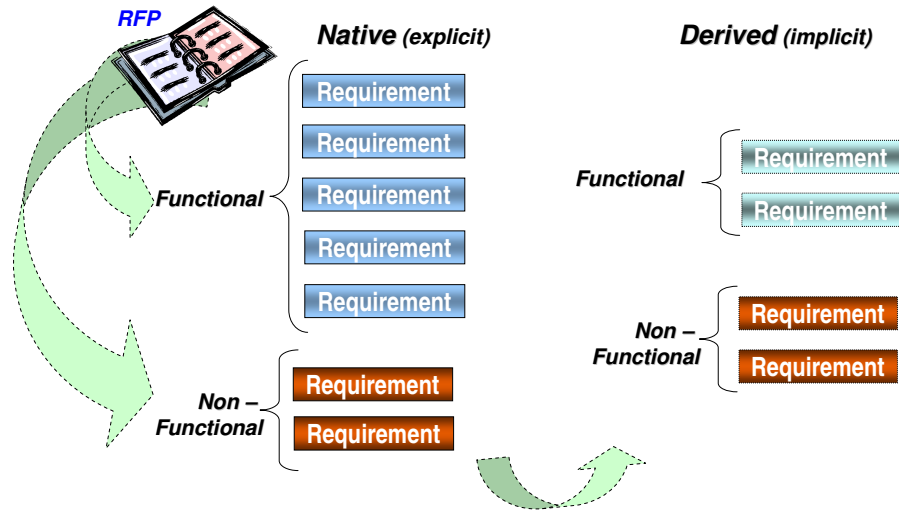 RFP
Native (explicit)
Requirement
Requirement
Functional
Requirement
Requirement
Requirement
Non –
Functional
Requirement
Requirement
Derived (implicit)
Functional
Requirement
Requirement
Non –
Functional
Requirement
Requirement